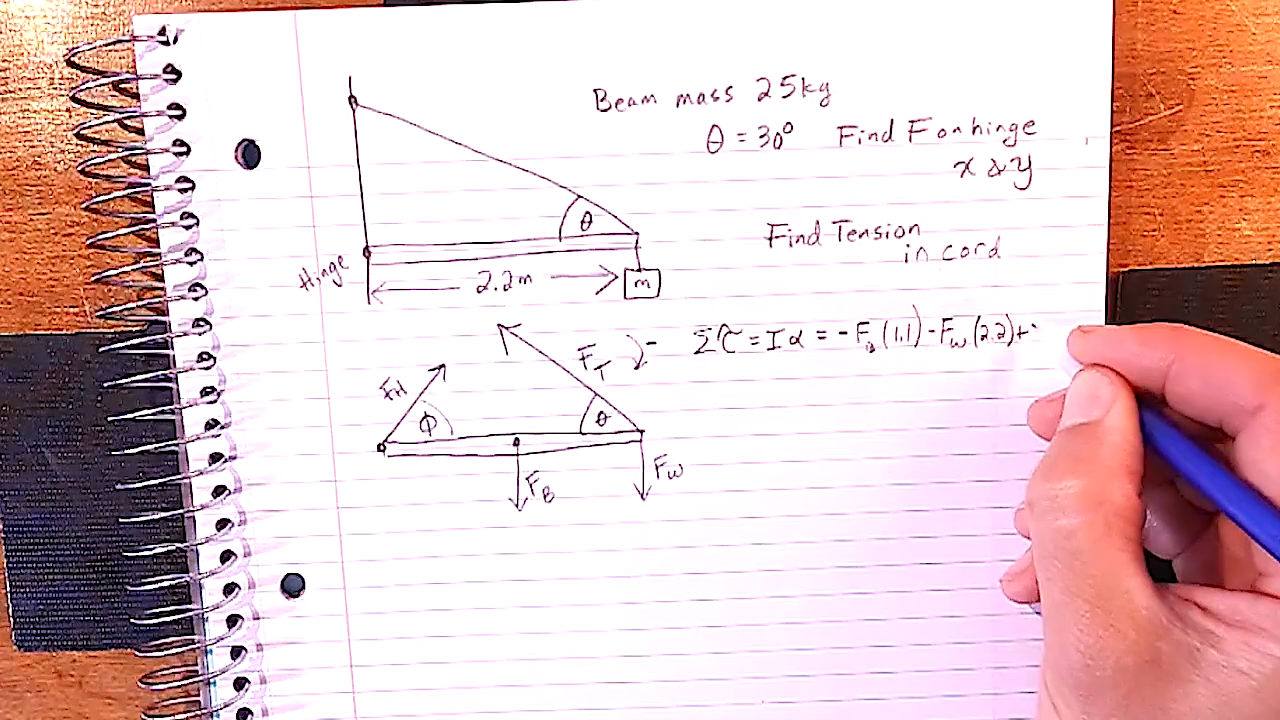 Beam mass 25kg
θ = 30° Find F on hinge
x & y
θ
Find Tension
in cord
Hinge
2.2m
m
F_T
-
Στ = Iα = -F_B(1.1) - F_W(2.2) +
F_H
ϕ
θ
F_B
F_W